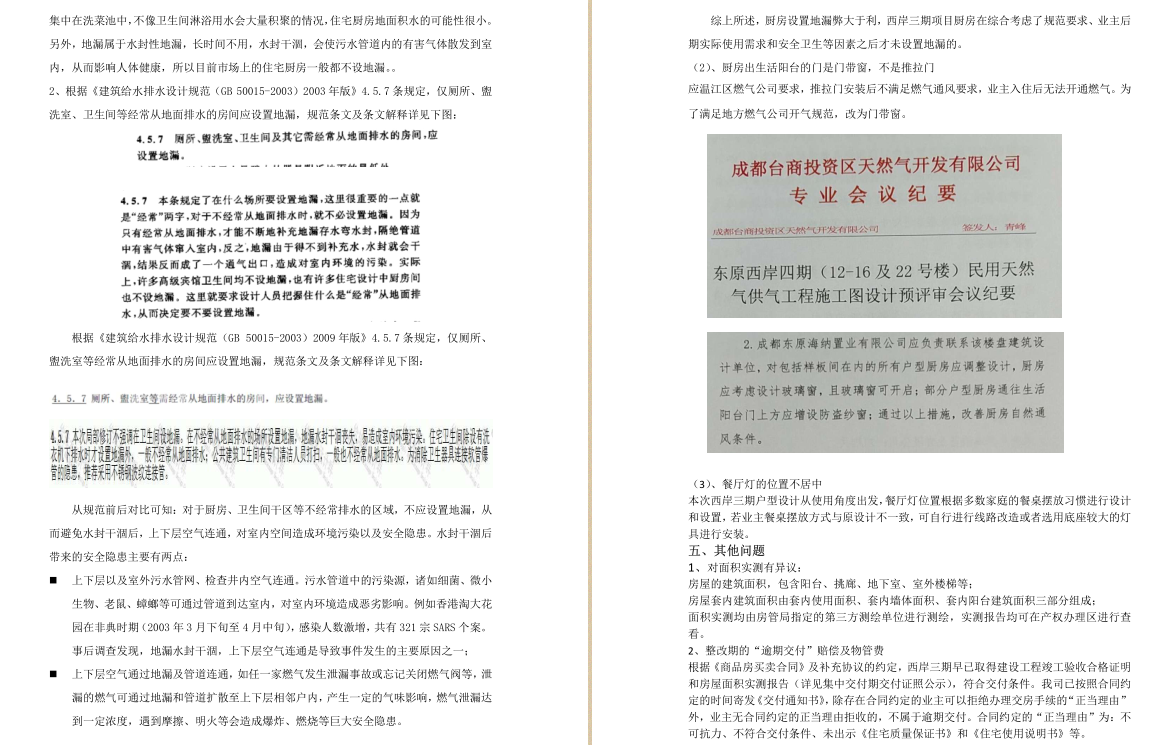 集中在洗菜池中，不像卫生间淋浴用水会大量积聚的情况，住宅厨房地面积水的可能性很小。
另外，地漏属于水封性地漏，长时间不用，水封干涸，会使污水管道内的有害气体散发到室
内，从而影响人体健康，所以目前市场上的住宅厨房一般都不设地漏。。
2、根据《建筑给水排水设计规范（GB 50015-2003）2003 年版》4.5.7 条规定，仅厕所、盥
洗室、卫生间等经常从地面排水的房间应设置地漏，规范条文及条文解释详见下图：
4.5.7 厕所、盥洗室、卫生间及其它需经常从地面排水的房间，应
设置地漏。
4.5.7 本条规定了在什么场所要设置地漏，这里很重要的一点就
是“经常”两字，对于不经常从地面排水时，就不必设置地漏。因为
只有经常从地面排水，才能不断地补充地漏存水弯水封，隔绝管道
中有害气体窜入室内，反之，地漏由于得不到补充水，水封就会干
涸，结果反而成了一个通气出口，造成对室内环境的污染。实际
上，许多高级宾馆卫生间均不设地漏，也有许多住宅设计中厨房间
也不设地漏。这里就要求设计人员把握住什么是“经常”从地面排
水，从而决定要不要设置地漏。
根据《建筑给水排水设计规范（GB 50015-2003）2009 年版》4.5.7 条规定，仅厕所、
盥洗室等经常从地面排水的房间应设置地漏，规范条文及条文解释详见下图：
4.5.7 厕所、盥洗室等需经常从地面排水的房间，应设置地漏。
4.5.7 本次局部修订不强调在卫生间设地漏，在不经常从地面排水的场所设置地漏，地漏水封干涸丧失，易造成室内环境污染。住宅卫生间除设有洗
衣机下排水时才设置地漏外，一般不经常从地面排水；公共建筑卫生间有专门清洁人员打扫，一般也不经常从地面排水。为消除卫生器具连接软管爆
管的隐患，推荐采用不锈钢波纹连接管。
从规范前后对比可知：对于厨房、卫生间干区等不经常排水的区域，不应设置地漏，从
而避免水封干涸后，上下层空气连通，对室内空间造成环境污染以及安全隐患。水封干涸后
带来的安全隐患主要有两点：
■ 上下层以及室外污水管网、检查井内空气连通。污水管道中的污染源，诸如细菌、微小
生物、老鼠、蟑螂等可通过管道到达室内，对室内环境造成恶劣影响。例如香港淘大花
园在非典时期（2003 年 3 月下旬至 4 月中旬），感染人数激增，共有 321 宗 SARS 个案。
事后调查发现，地漏水封干涸，上下层空气连通是导致事件发生的主要原因之一；
■ 上下层空气通过地漏及管道连通，如任一家燃气发生泄漏事故或忘记关闭燃气阀等，泄
漏的燃气可通过地漏和管道扩散至上下层相邻户内，产生一定的气味影响，燃气泄漏达
到一定浓度，遇到摩擦、明火等会造成爆炸、燃烧等巨大安全隐患。
综上所述，厨房设置地漏弊大于利，西岸三期项目厨房在综合考虑了规范要求、业主后
期实际使用需求和安全卫生等因素之后才未设置地漏的。
（2）、厨房出生活阳台的门是门带窗，不是推拉门
应温江区燃气公司要求，推拉门安装后不满足燃气通风要求，业主入住后无法开通燃气。为
了满足地方燃气公司开气规范，改为门带窗。
成都台商投资区天然气开发有限公司
专 业 会 议 纪 要
成都台商投资区天然气开发有限公司 签发人：青峰
东原西岸四期（12-16 及 22 号楼）民用天然
气供气工程施工图设计预评审会议纪要
2. 成都东原海纳置业有限公司应负责联系该楼盘建筑设
计单位，对包括样板间在内的所有户型厨房应调整设计，厨房
应考虑设计玻璃窗，且玻璃窗可开启；部分户型厨房通往生活
阳台门上方应增设防盗纱窗；通过以上措施，改善厨房自然通
风条件。
（3）、餐厅灯的位置不居中
本次西岸三期户型设计从使用角度出发，餐厅灯位置根据多数家庭的餐桌摆放习惯进行设计
和设置，若业主餐桌摆放方式与原设计不一致，可自行进行线路改造或者选用底座较大的灯
具进行安装。
五、其他问题
1、对面积实测有异议：
房屋的建筑面积，包含阳台、挑廊、地下室、室外楼梯等；
房屋套内建筑面积由套内使用面积、套内墙体面积、套内阳台建筑面积三部分组成；
面积实测均由房管局指定的第三方测绘单位进行测绘，实测报告均可在产权办理区进行查
看。
2、整改期的“逾期交付”赔偿及物管费
根据《商品房买卖合同》及补充协议的约定，西岸三期早已取得建设工程竣工验收合格证明
和房屋面积实测报告（详见集中交付期交付证照公示），符合交付条件。我司已按照合同约
定的时间寄发《交付通知书》，除存在合同约定的业主可以拒绝办理交房手续的“正当理由”
外，业主无合同约定的正当理由拒收的，不属于逾期交付。合同约定的“正当理由”为：不
可抗力、不符合交付条件、未出示《住宅质量保证书》和《住宅使用说明书》等。